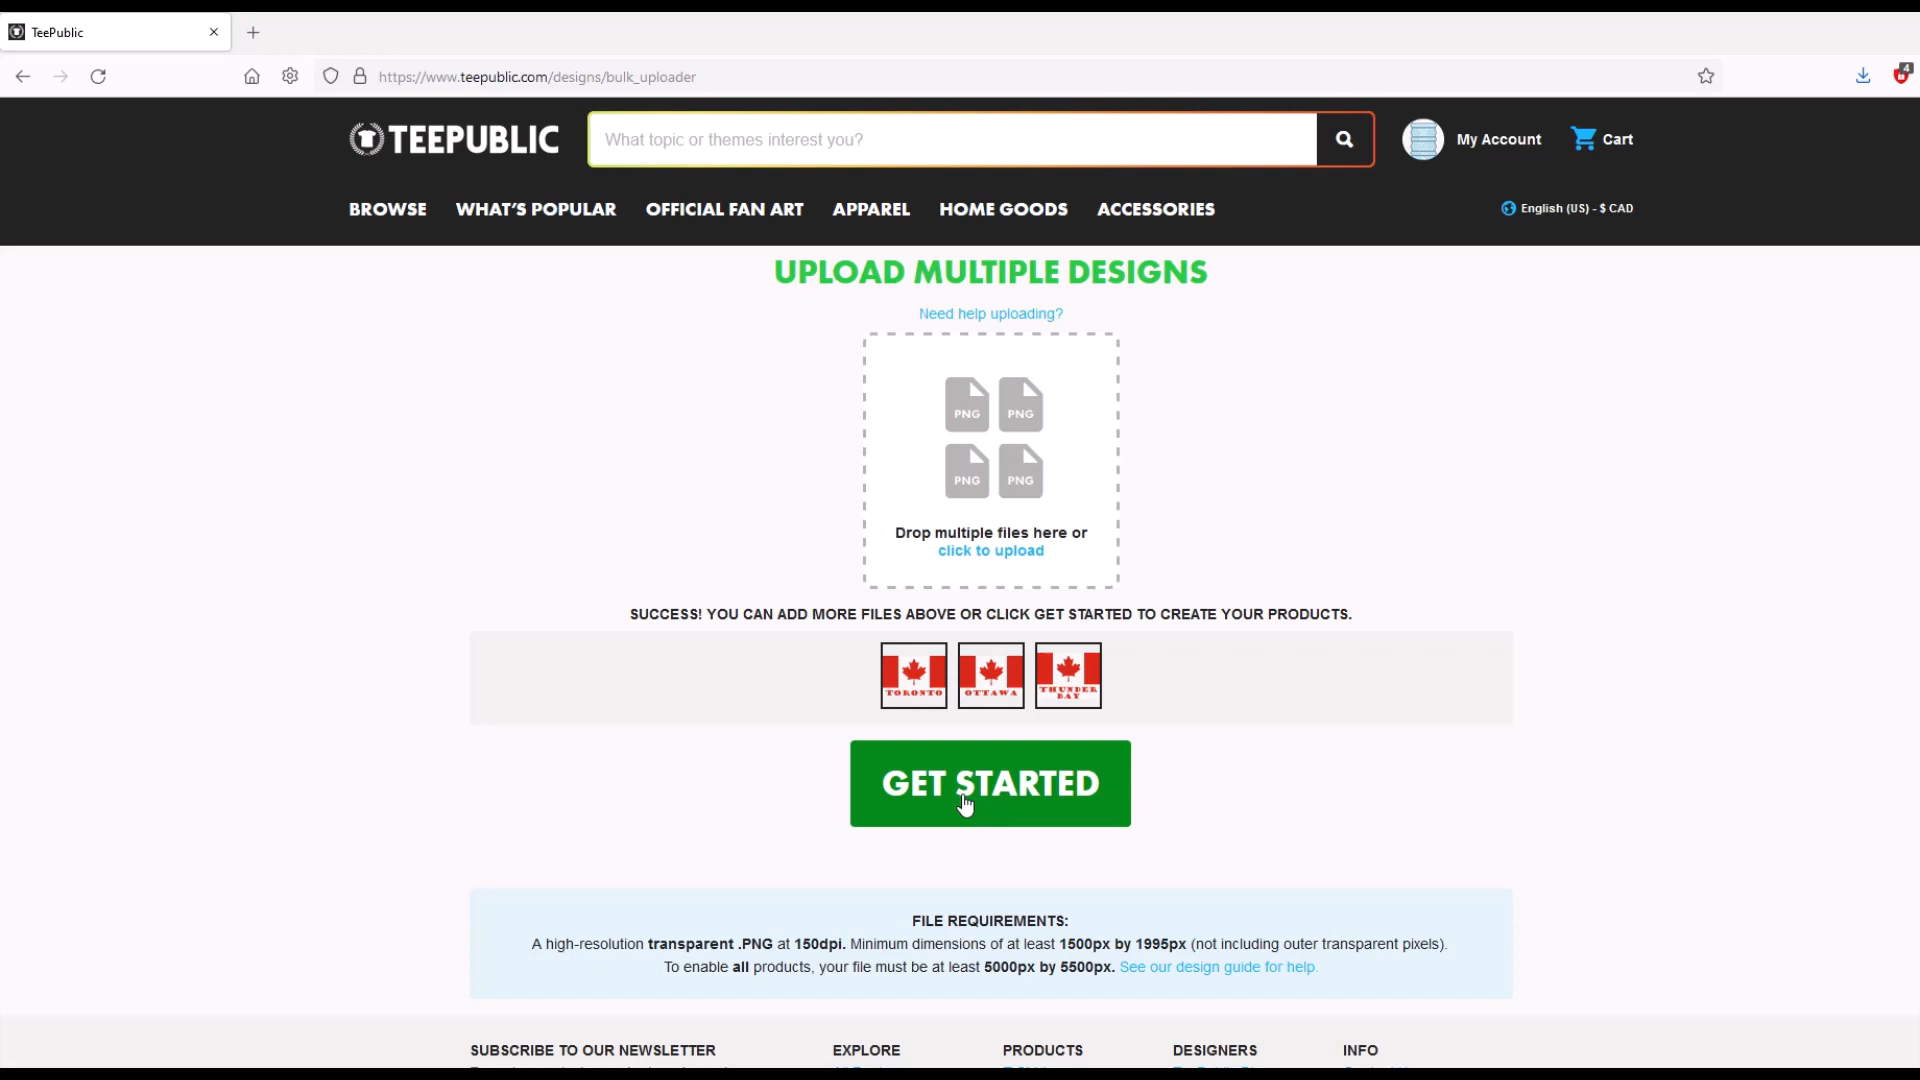 TeePublic
https://www.teepublic.com/designs/bulk_uploader
4
TEEPUBLIC
What topic or themes interest you?
My Account
Cart
BROWSE
WHAT'S POPULAR
OFFICIAL FAN ART
APPAREL
HOME GOODS
ACCESSORIES
English (US) - $ CAD
UPLOAD MULTIPLE DESIGNS
Need help uploading?
PNG PNG
PNG PNG
Drop multiple files here or
click to upload
SUCCESS! YOU CAN ADD MORE FILES ABOVE OR CLICK GET STARTED TO CREATE YOUR PRODUCTS.
TORONTO
OTTAWA
THUNDER
BAY
GET STARTED
FILE REQUIREMENTS:
A high-resolution transparent .PNG at 150dpi. Minimum dimensions of at least 1500px by 1995px (not including outer transparent pixels).
To enable all products, your file must be at least 5000px by 5500px. See our design guide for help.
SUBSCRIBE TO OUR NEWSLETTER
EXPLORE
PRODUCTS
DESIGNERS
INFO